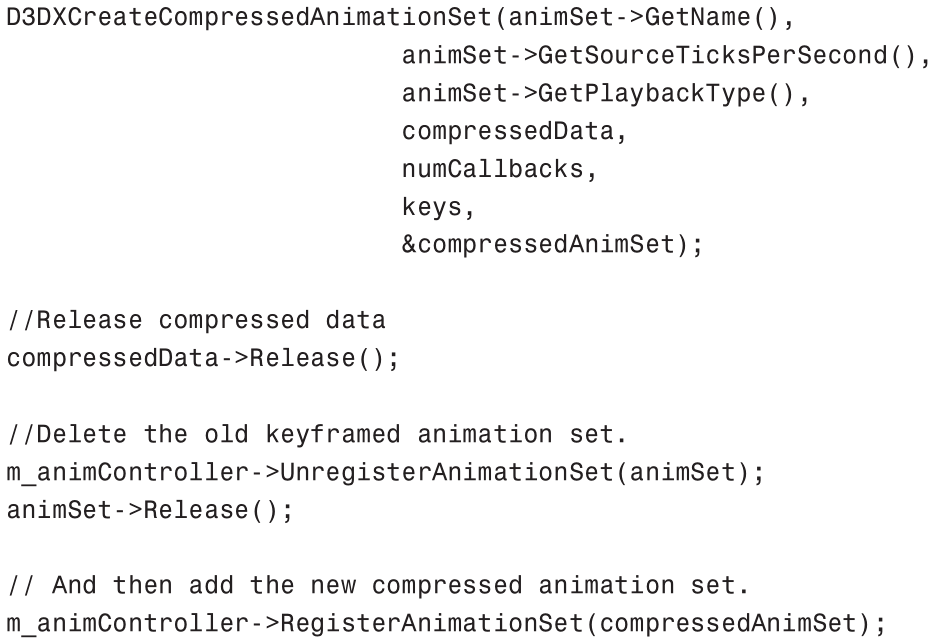 D3DXCreateCompressedAnimationSet(animSet->GetName(),
animSet->GetSourceTicksPerSecond(),
animSet->GetPlaybackType(),
compressedData,
numCallbacks,
keys,
&compressedAnimSet);
//Release compressed data
compressedData->Release();
//Delete the old keyframed animation set.
m_animController->UnregisterAnimationSet(animSet);
animSet->Release();
// And then add the new compressed animation set.
m_animController->RegisterAnimationSet(compressedAnimSet);